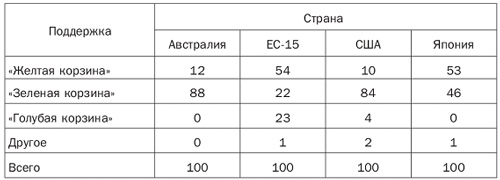 Поддержка Страна
Австралия ЕС-15 США Япония
«Желтая корзина» 12 54 10 53
«Зеленая корзина» 88 22 84 46
«Голубая корзина» 0 23 4 0
Другое 0 1 2 1
Всего 100 100 100 100